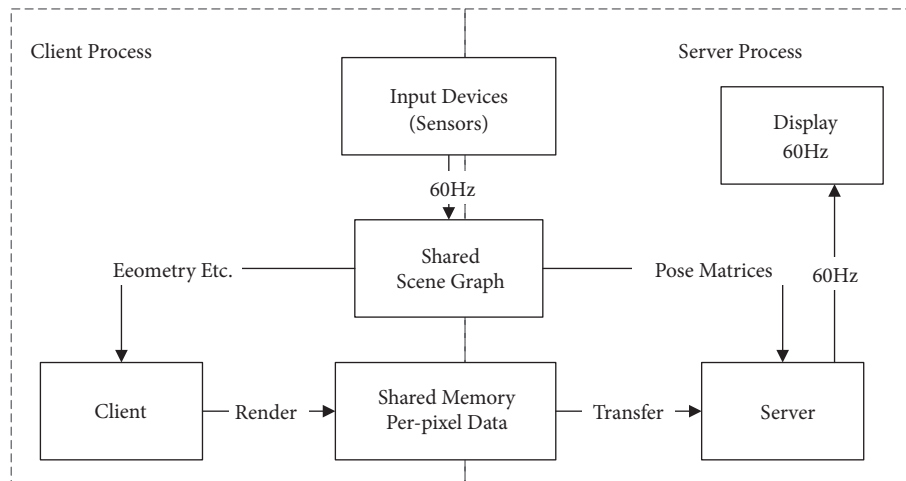 Client Process
Server Process
Input Devices
(Sensors)
Display
60Hz
60Hz
Shared
Scene Graph
Eeometry Etc.
Pose Matrices
60Hz
Client
Render
Shared Memory
Per-pixel Data
Transfer
Server